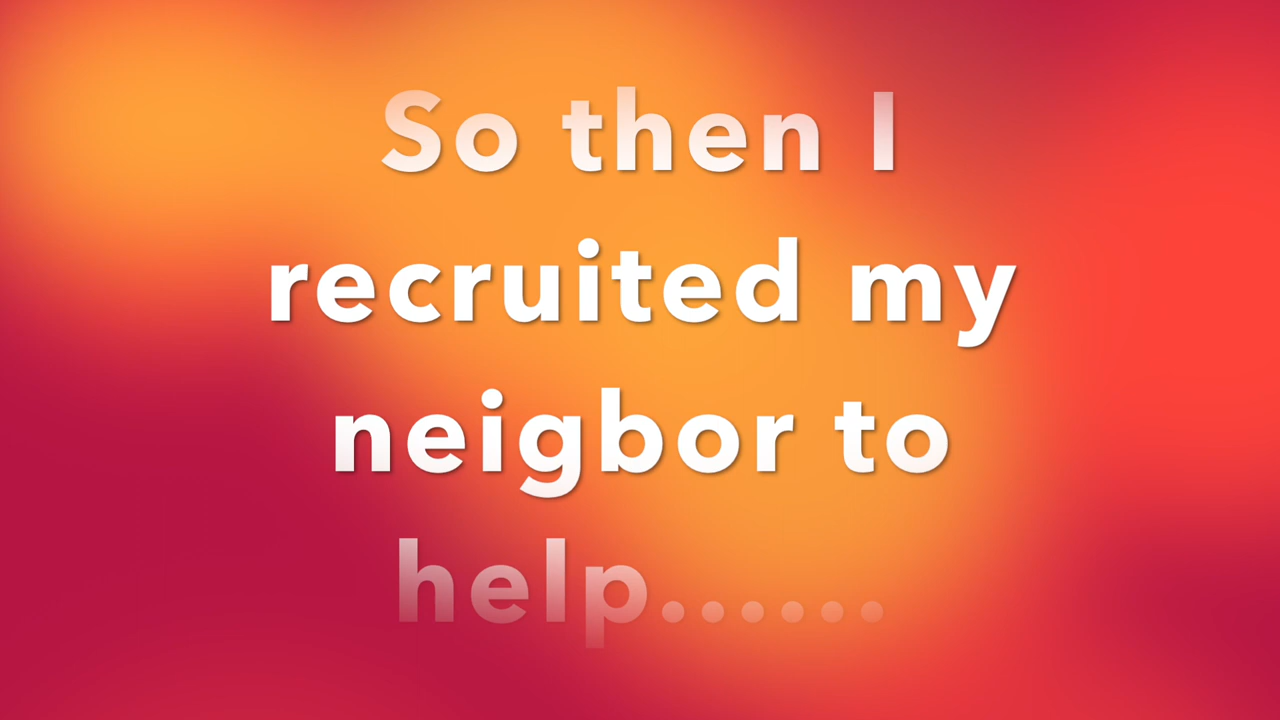 So then I
recruited my
neigbor to
help......